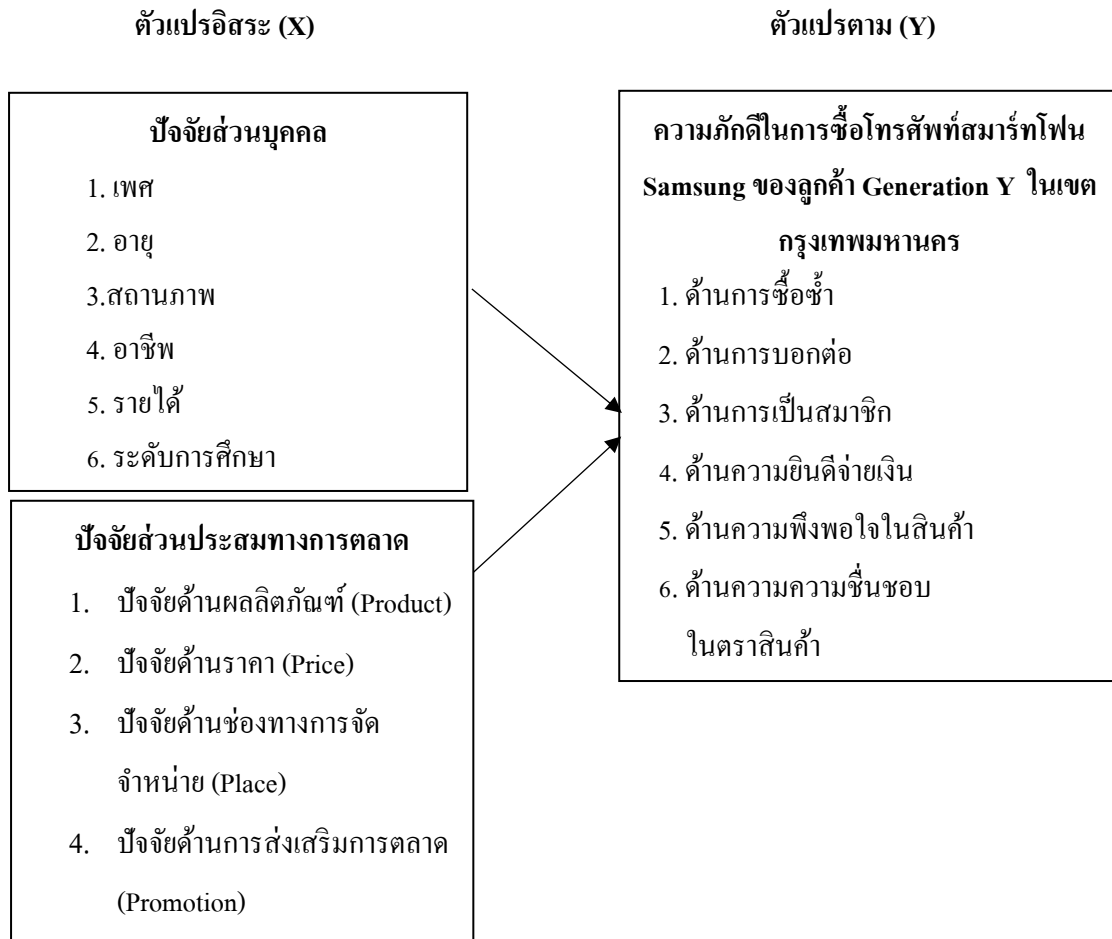 ตัวแปรอิสระ (X)
ตัวแปรตาม (Y)
ปัจจัยส่วนบุคคล
1. เพศ
2. อายุ
3.สถานภาพ
4. อาชีพ
5. รายได้
6. ระดับการศึกษา
ปัจจัยส่วนประสมทางการตลาด
1. ปัจจัยด้านผลลิตภัณฑ์ (Product)
2. ปัจจัยด้านราคา (Price)
3. ปัจจัยด้านช่องทางการจัด
จำหน่าย (Place)
4. ปัจจัยด้านการส่งเสริมการตลาด
(Promotion)
ความภักดีในการซื้อโทรศัพท์สมาร์ทโฟน
Samsung ของลูกค้า Generation Y ในเขต
กรุงเทพมหานคร
1. ด้านการซื้อซ้ำ
2. ด้านการบอกต่อ
3. ด้านการเป็นสมาชิก
4. ด้านความยินดีจ่ายเงิน
5. ด้านความพึงพอใจในสินค้า
6. ด้านความความชื่นชอบ
ในตราสินค้า